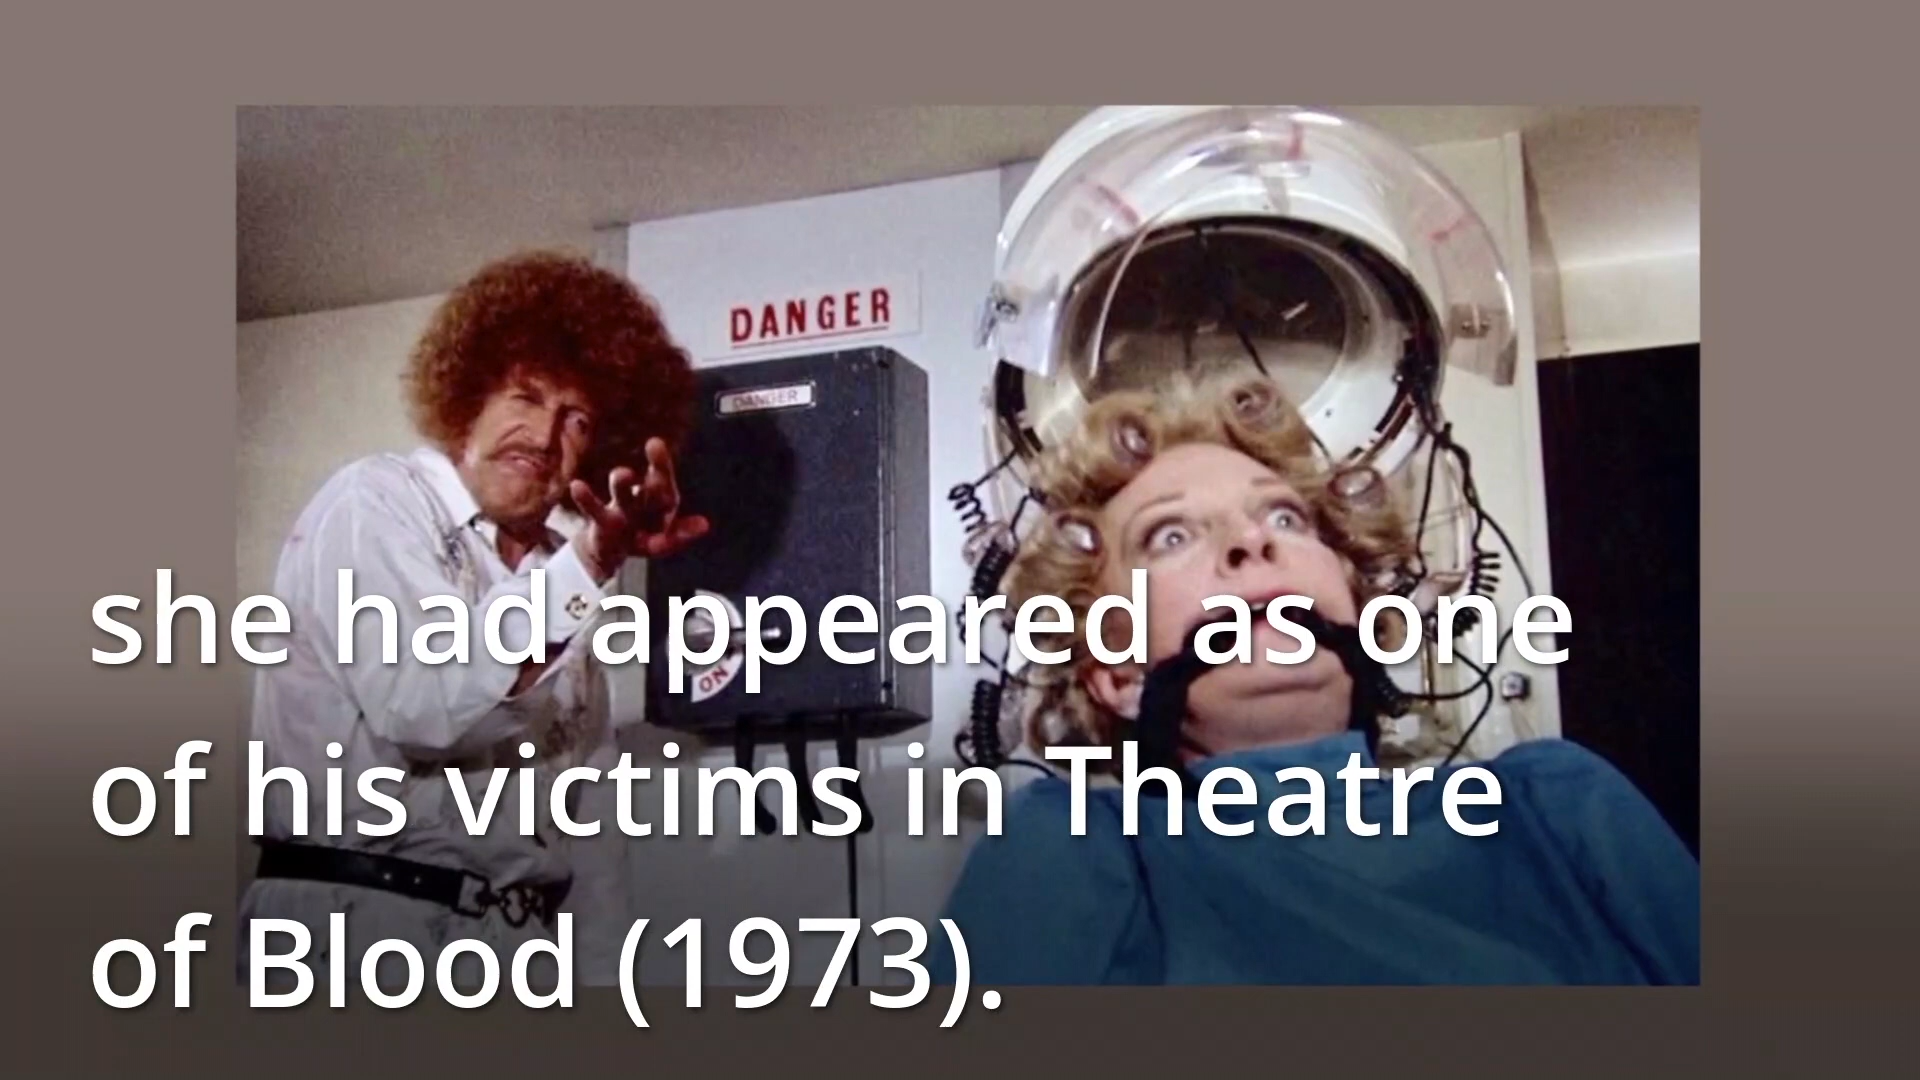 DANGER
DANGER
ON
she had appeared as one
of his victims in Theatre
of Blood (1973).